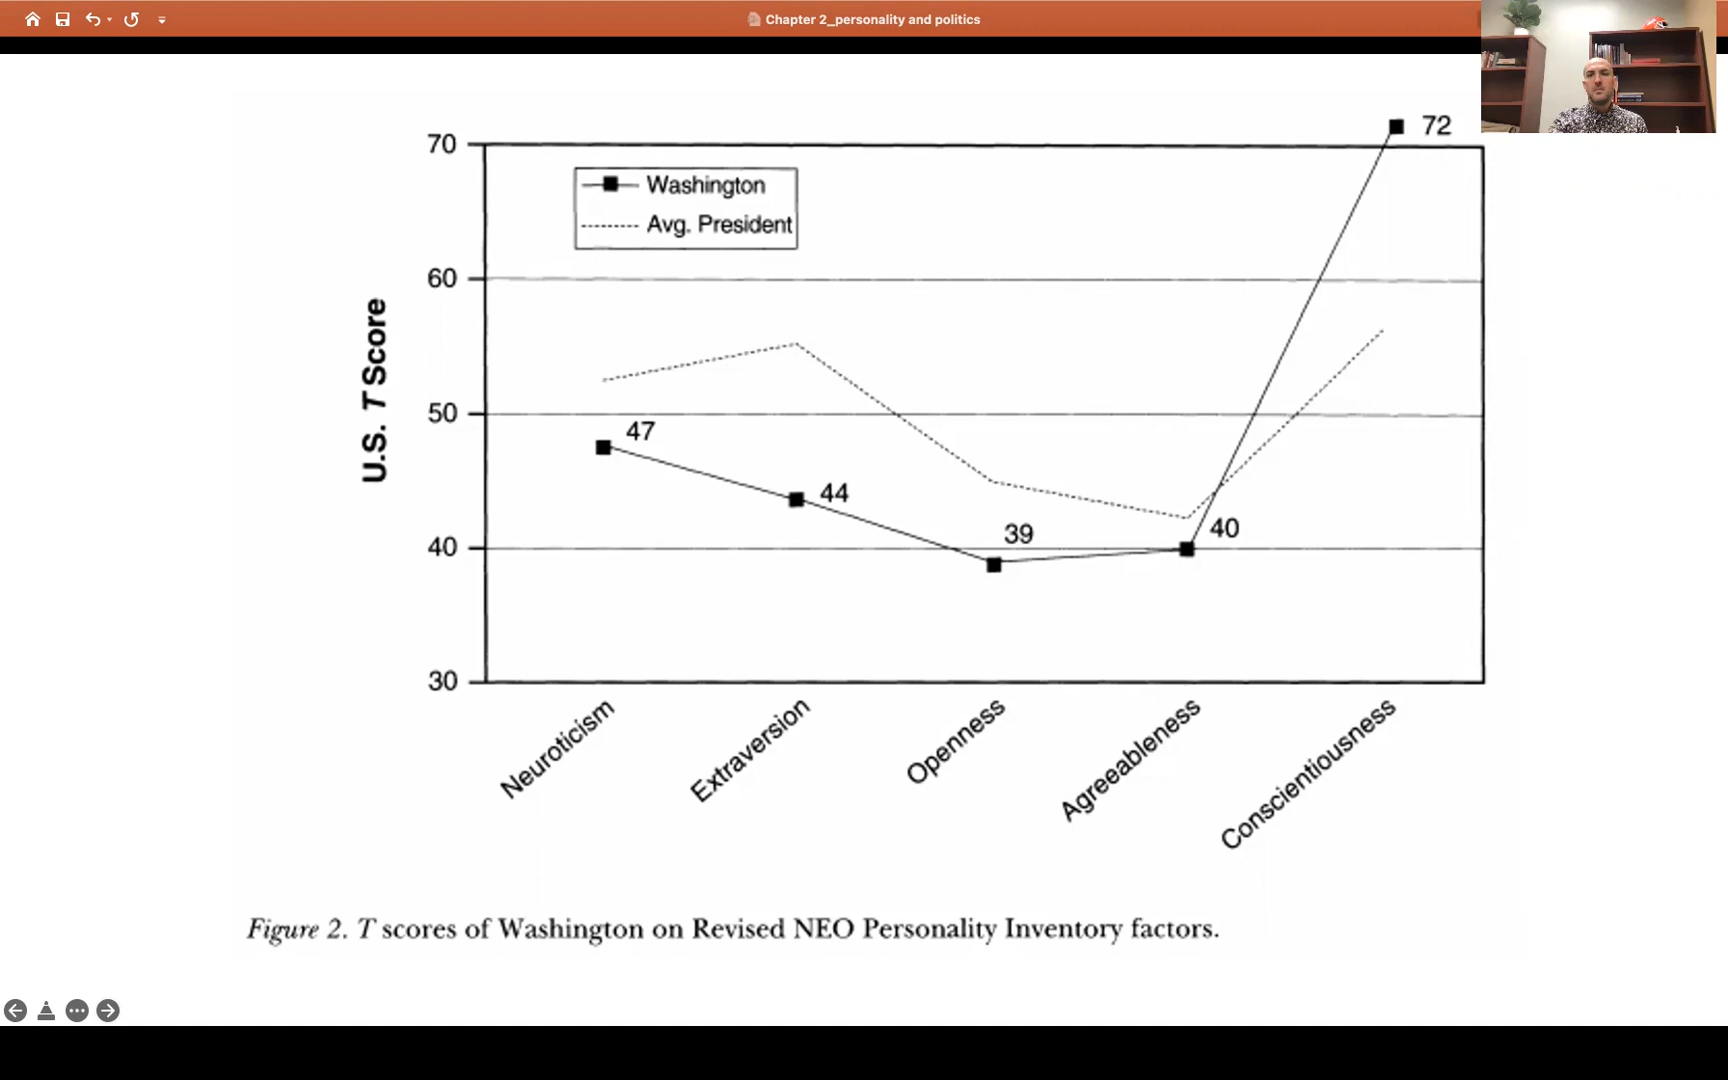 Chapter 2_personality and politics
72
70
Washington
Avg. President
60
U.S. T Score
50
47
44
39
40
40
30
Neuroticism
Extraversion
Openness
Agreeableness
Conscientiousness
Figure 2. T scores of Washington on Revised NEO Personality Inventory factors.